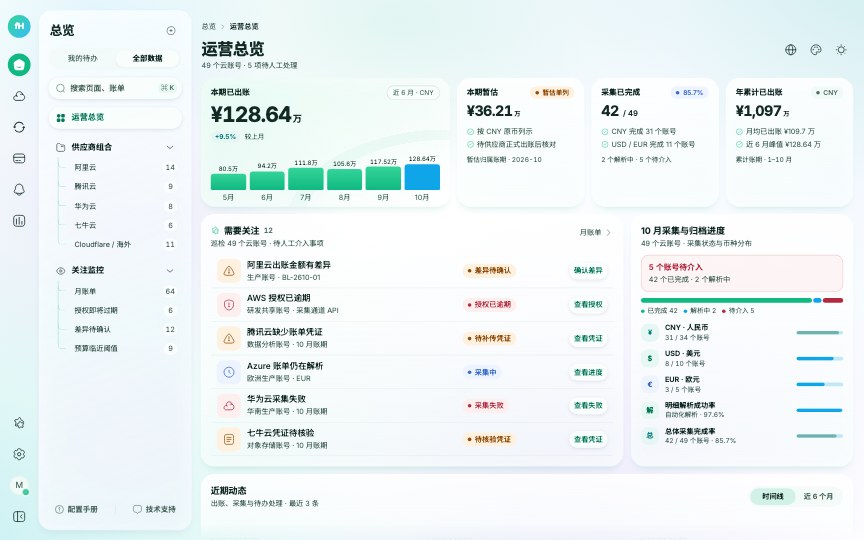 fH
总览
我的待办
全部数据
搜索页面、账单
⌘ K
运营总览
供应商组合
阿里云 14
腾讯云 9
华为云 8
七牛云 6
Cloudflare / 海外 11
关注监控
月账单 64
授权即将过期 6
差异待确认 12
预算临近阈值 9
M
配置手册
技术支持
总览 > 运营总览
运营总览
49 个云账号 · 5 项待人工处理
本期已出账
近 6 月 · CNY
¥128.64 万
+9.5% 较上月
80.5万 94.2万 111.8万 105.6万 117.52万 128.64万
5月 6月 7月 8月 9月 10月
本期暂估
暂估单列
¥36.21 万
按 CNY 原币列示
待供应商正式出账后核对
暂估归属账期 · 2026-10
采集已完成
85.7%
42 / 49
CNY 完成 31 个账号
USD / EUR 完成 11 个账号
2 个解析中 · 5 个待介入
年累计已出账
CNY
¥1,097 万
月均已出账 ¥109.7 万
近 6 月峰值 ¥128.64 万
累计账期 · 1–10 月
需要关注 12
巡检 49 个云账号 · 待人工介入事项
月账单
阿里云出账金额有差异
生产账号 · BL-2610-01
差异待确认
确认差异
AWS 授权已逾期
研发共享账号 · 采集通道 API
授权已逾期
查看授权
腾讯云缺少账单凭证
数据分析账号 · 10 月账期
待补传凭证
查看凭证
Azure 账单仍在解析
欧洲生产账号 · EUR
采集中
查看进度
华为云采集失败
华南生产账号 · 10 月账期
采集失败
查看失败
七牛云凭证待核验
对象存储账号 · 10 月账期
待核验凭证
查看凭证
10 月采集与归档进度
49 个云账号 · 采集状态与币种分布
5 个账号待介入
42 个已完成 · 2 个解析中
已完成 42 解析中 2 待介入 5
¥
CNY · 人民币
31 / 34 个账号
$
USD · 美元
8 / 10 个账号
€
EUR · 欧元
3 / 5 个账号
解
明细解析成功率
自动化解析 · 97.6%
总
总体采集完成率
42 / 49 个账号 · 85.7%
近期动态
出账、采集与待办处理 · 最近 3 条
时间线
近 6 个月